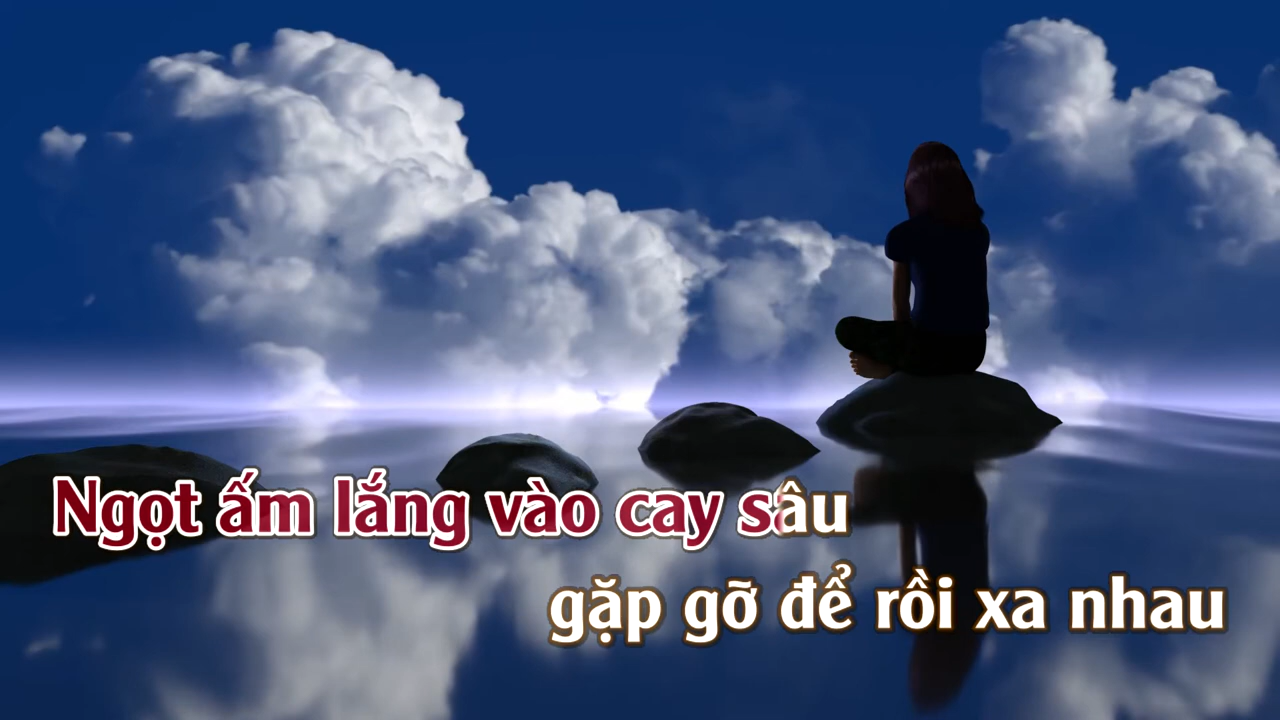 Ngọt ấm lắng vào cay sâu
gặp gỡ để rồi xa nhau